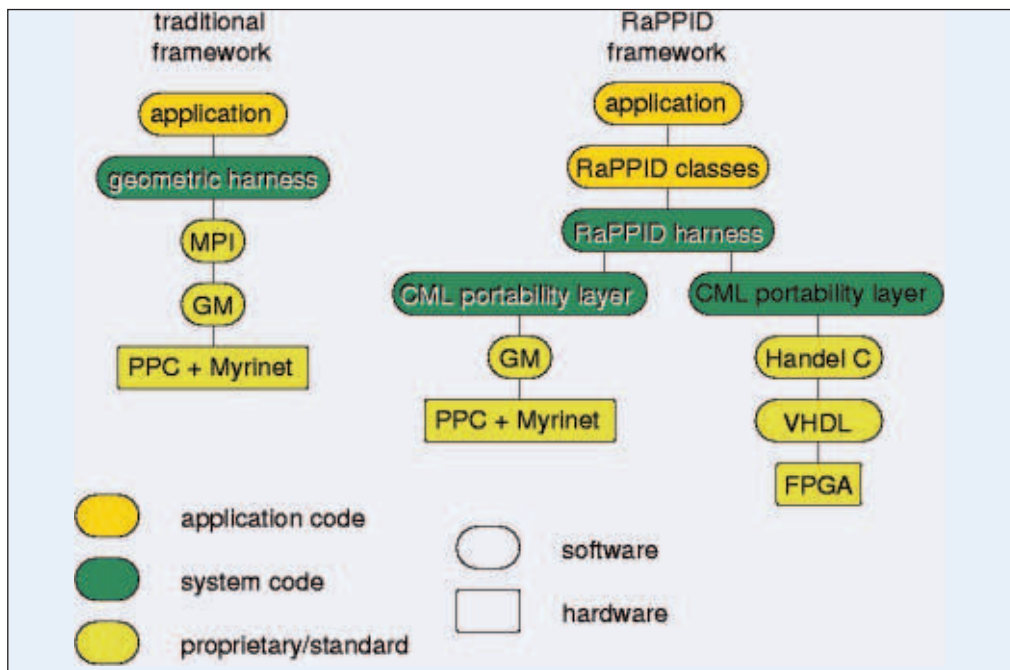 traditional
framework
application
geometric harness
MPI
GM
PPC + Myrinet
RaPPID
framework
application
RaPPID classes
RaPPID harness
CML portability layer
GM
PPC + Myrinet
CML portability layer
Handel C
VHDL
FPGA
application code
system code
proprietary/standard
software
hardware